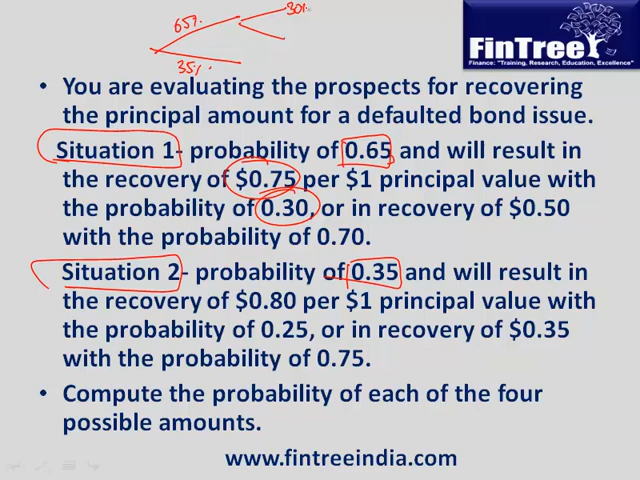 65%
30%
35%
FinTree
Finance: "Training, Research, Education, Excellence"
• You are evaluating the prospects for recovering
the principal amount for a defaulted bond issue.
Situation 1- probability of 0.65 and will result in
the recovery of $0.75 per $1 principal value with
the probability of 0.30, or in recovery of $0.50
with the probability of 0.70.
Situation 2- probability of 0.35 and will result in
the recovery of $0.80 per $1 principal value with
the probability of 0.25, or in recovery of $0.35
with the probability of 0.75.
• Compute the probability of each of the four
possible amounts.
www.fintreeindia.com